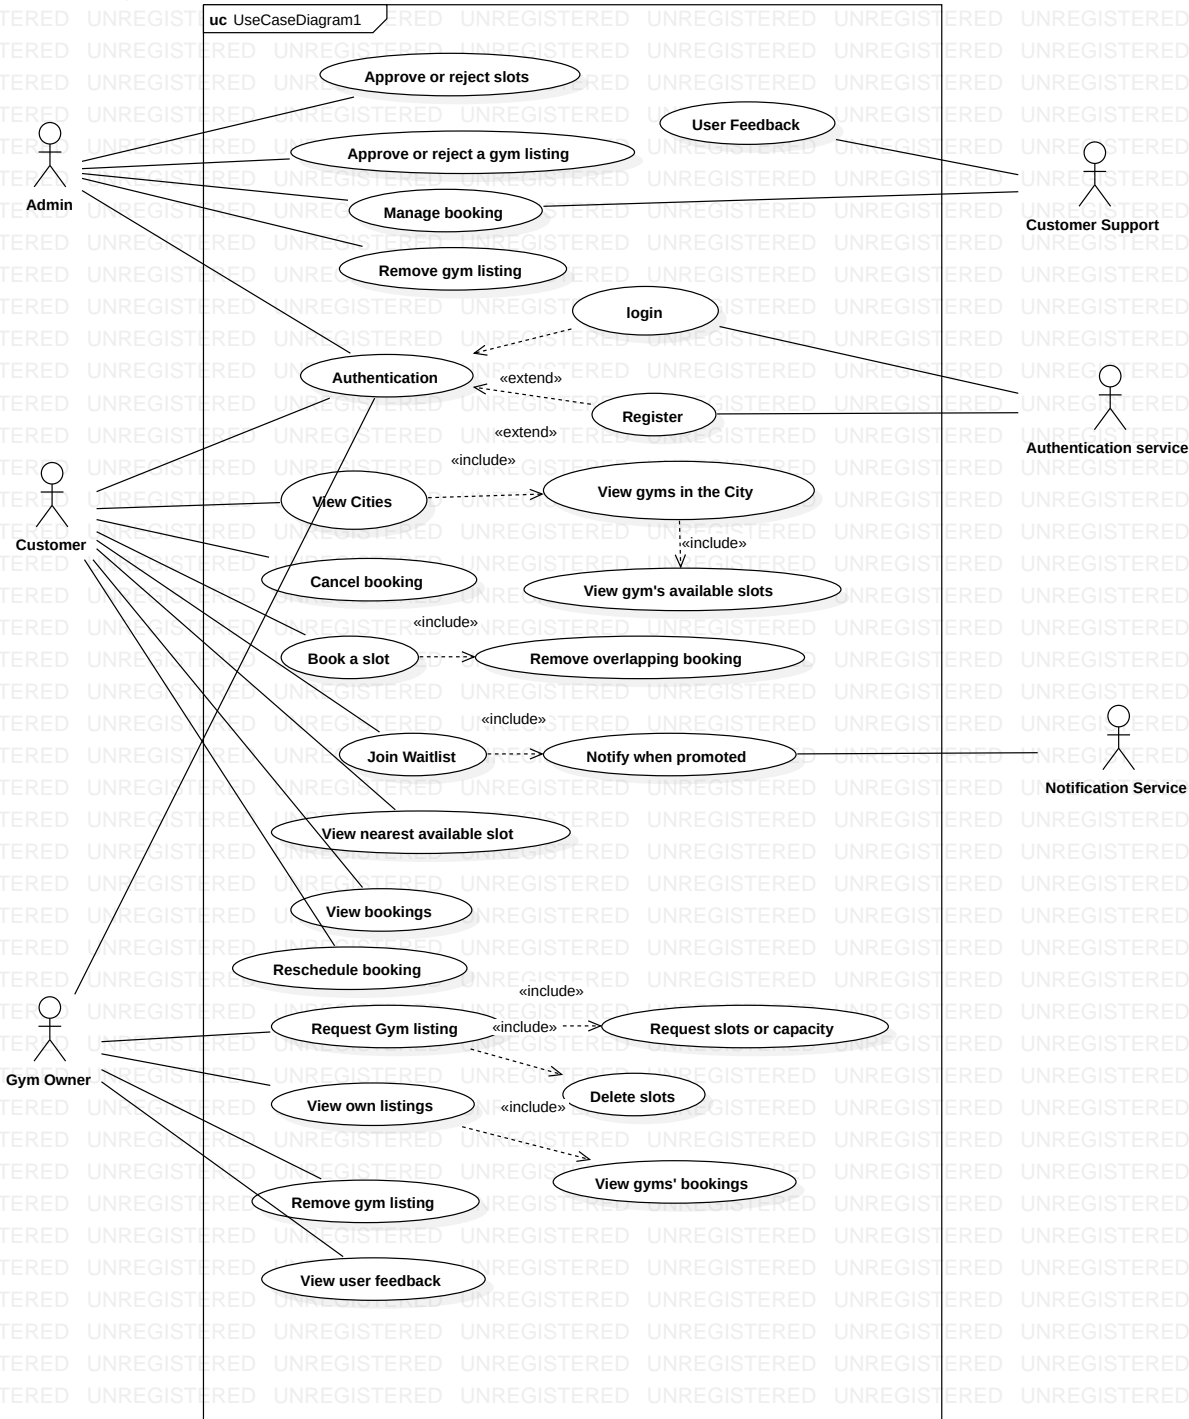 uc UseCaseDiagram1
Approve or reject slots
User Feedback
Approve or reject a gym listing
Admin
Manage booking
Customer Support
Remove gym listing
login
Authentication
«extend»
Register
«extend»
Authentication service
«include»
View Cities
View gyms in the City
Customer
«include»
Cancel booking
View gym's available slots
«include»
Book a slot
Remove overlapping booking
«include»
Join Waitlist
Notify when promoted
Notification Service
View nearest available slot
View bookings
Reschedule booking
«include»
Request Gym listing
«include»
Request slots or capacity
Gym Owner
Delete slots
View own listings
«include»
View gyms' bookings
Remove gym listing
View user feedback
UNREGISTERED